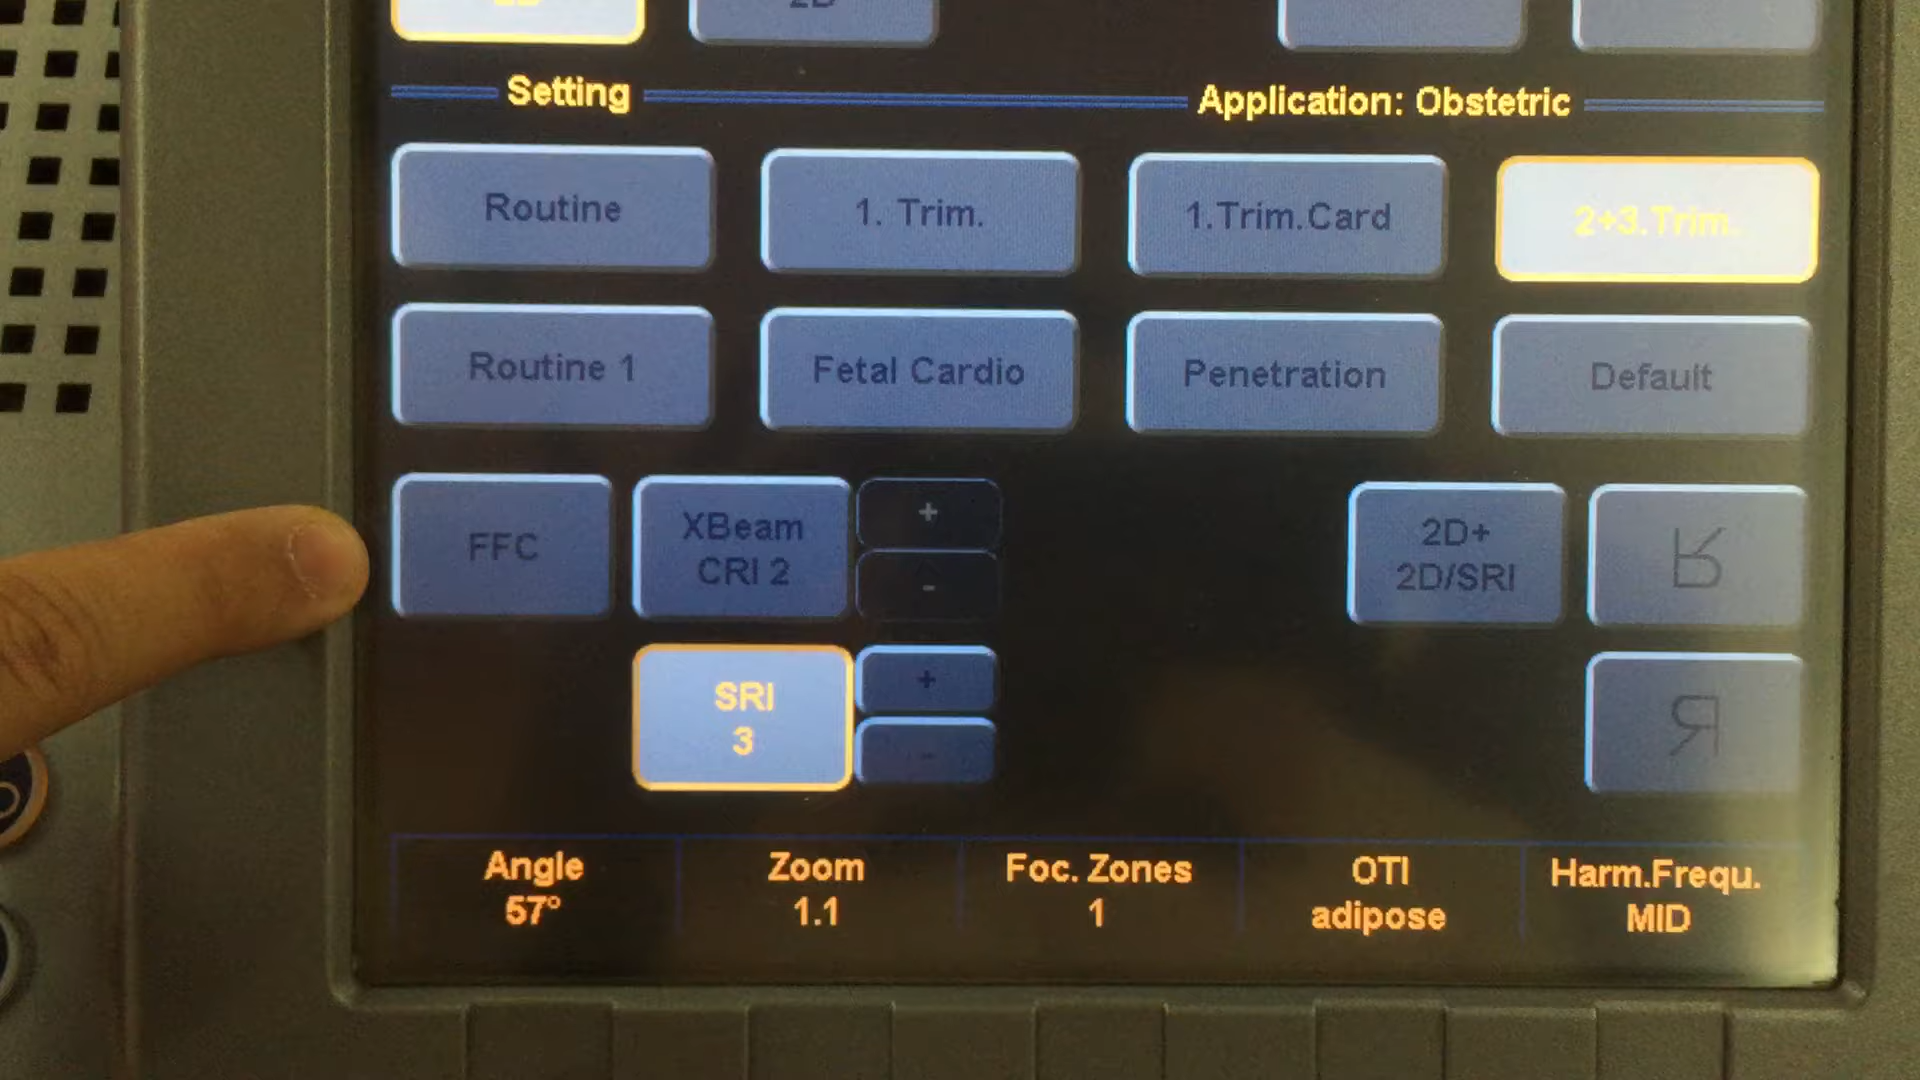 2D
Setting
Application: Obstetric
Routine
1. Trim.
1.Trim.Card
2+3.Trim.
Routine 1
Fetal Cardio
Penetration
Default
FFC
XBeam
CRI 2
+
-
2D+
2D/SRI
R
SRI
3
+
-
R
Angle
57°
Zoom
1.1
Foc. Zones
1
OTI
adipose
Harm.Frequ.
MID